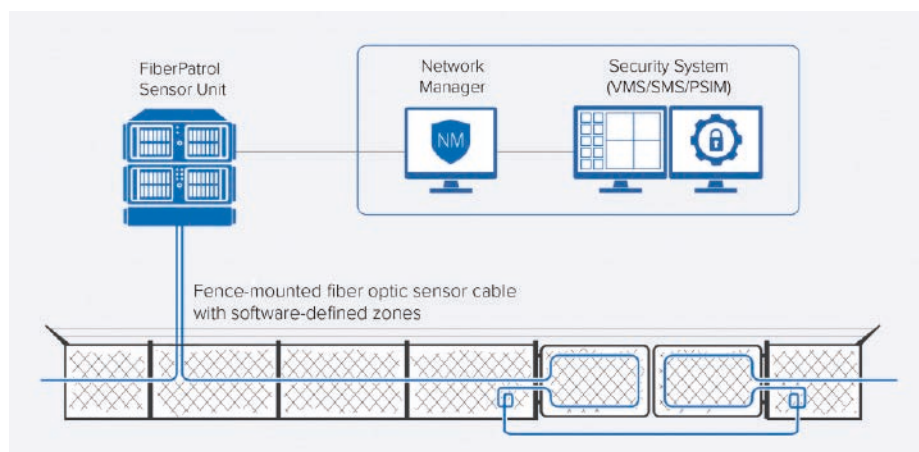 FiberPatrol
Sensor Unit
Network
Manager
Security System
(VMS/SMS/PSIM)
NM
Fence-mounted fiber optic sensor cable
with software-defined zones